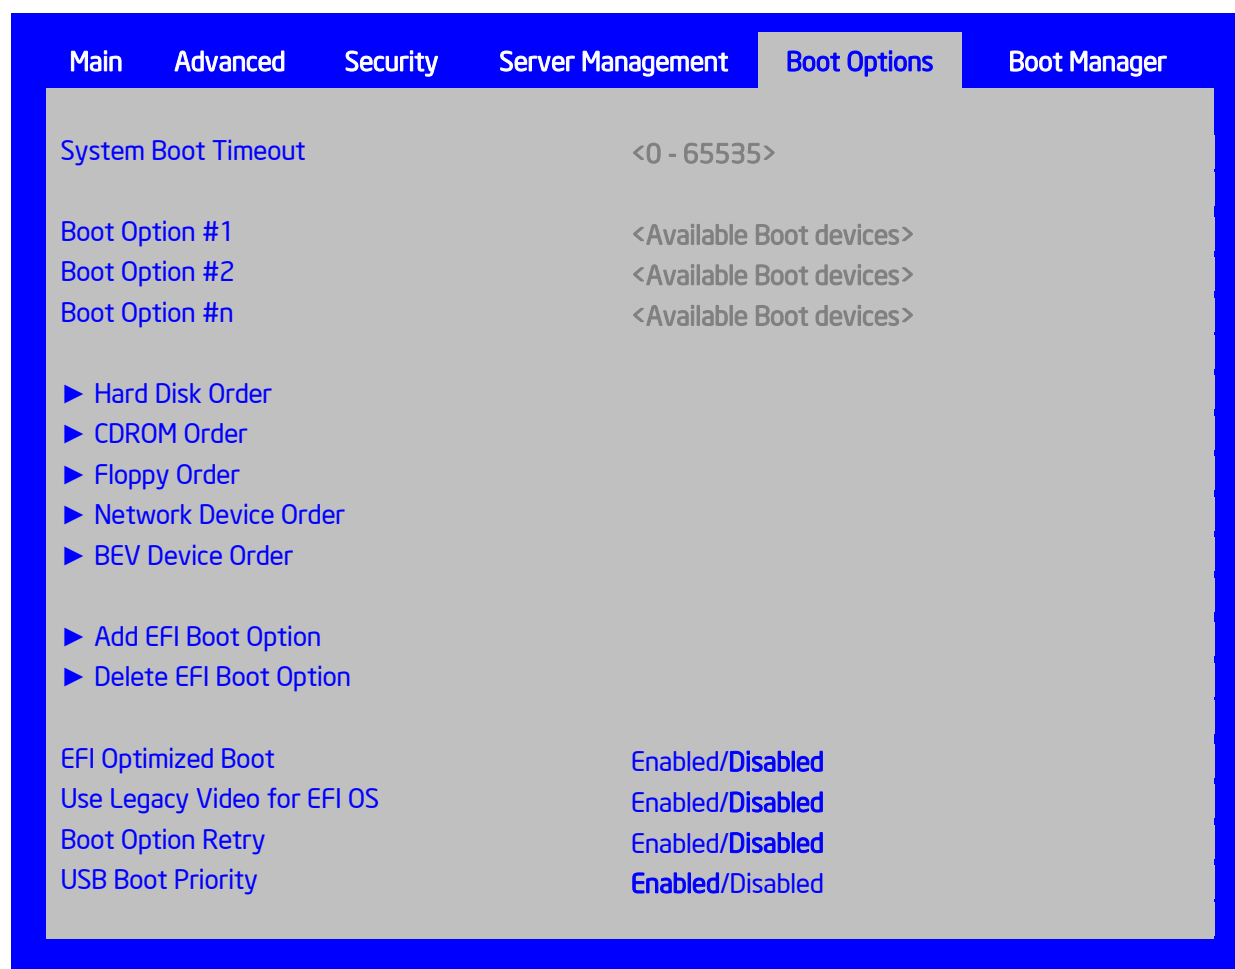 Main Advanced Security Server Management Boot Options Boot Manager
System Boot Timeout <0 - 65535>
Boot Option #1 <Available Boot devices>
Boot Option #2 <Available Boot devices>
Boot Option #n <Available Boot devices>
► Hard Disk Order
► CDROM Order
► Floppy Order
► Network Device Order
► BEV Device Order
► Add EFI Boot Option
► Delete EFI Boot Option
EFI Optimized Boot Enabled/Disabled
Use Legacy Video for EFI OS Enabled/Disabled
Boot Option Retry Enabled/Disabled
USB Boot Priority Enabled/Disabled